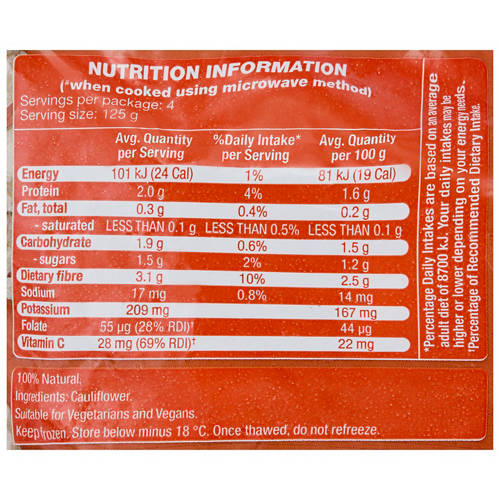 NUTRITION INFORMATION
(#when cooked using microwave method)
Servings per package: 4
Serving size: 125 g
Avg. Quantity per Serving %Daily Intake* per Serving Avg. Quantity per 100 g
Energy 101 kJ (24 Cal) 1% 81 kJ (19 Cal)
Protein 2.0 g 4% 1.6 g
Fat, total 0.3 g 0.4% 0.2 g
- saturated LESS THAN 0.1 g LESS THAN 0.5% LESS THAN 0.1 g
Carbohydrate 1.9 g 0.6% 1.5 g
- sugars 1.5 g 2% 1.2 g
Dietary fibre 3.1 g 10% 2.5 g
Sodium 17 mg 0.8% 14 mg
Potassium 209 mg 167 mg
Folate 55 µg (28% RDI)† 44 µg
Vitamin C 28 mg (69% RDI)† 22 mg
*Percentage Daily Intakes are based on an average
adult diet of 8700 kJ. Your daily intakes may be
higher or lower depending on your energy needs.
†Percentage of Recommended Dietary Intake.
100% Natural.
Ingredients: Cauliflower.
Suitable for Vegetarians and Vegans.
Keep frozen. Store below minus 18 °C. Once thawed, do not refreeze.